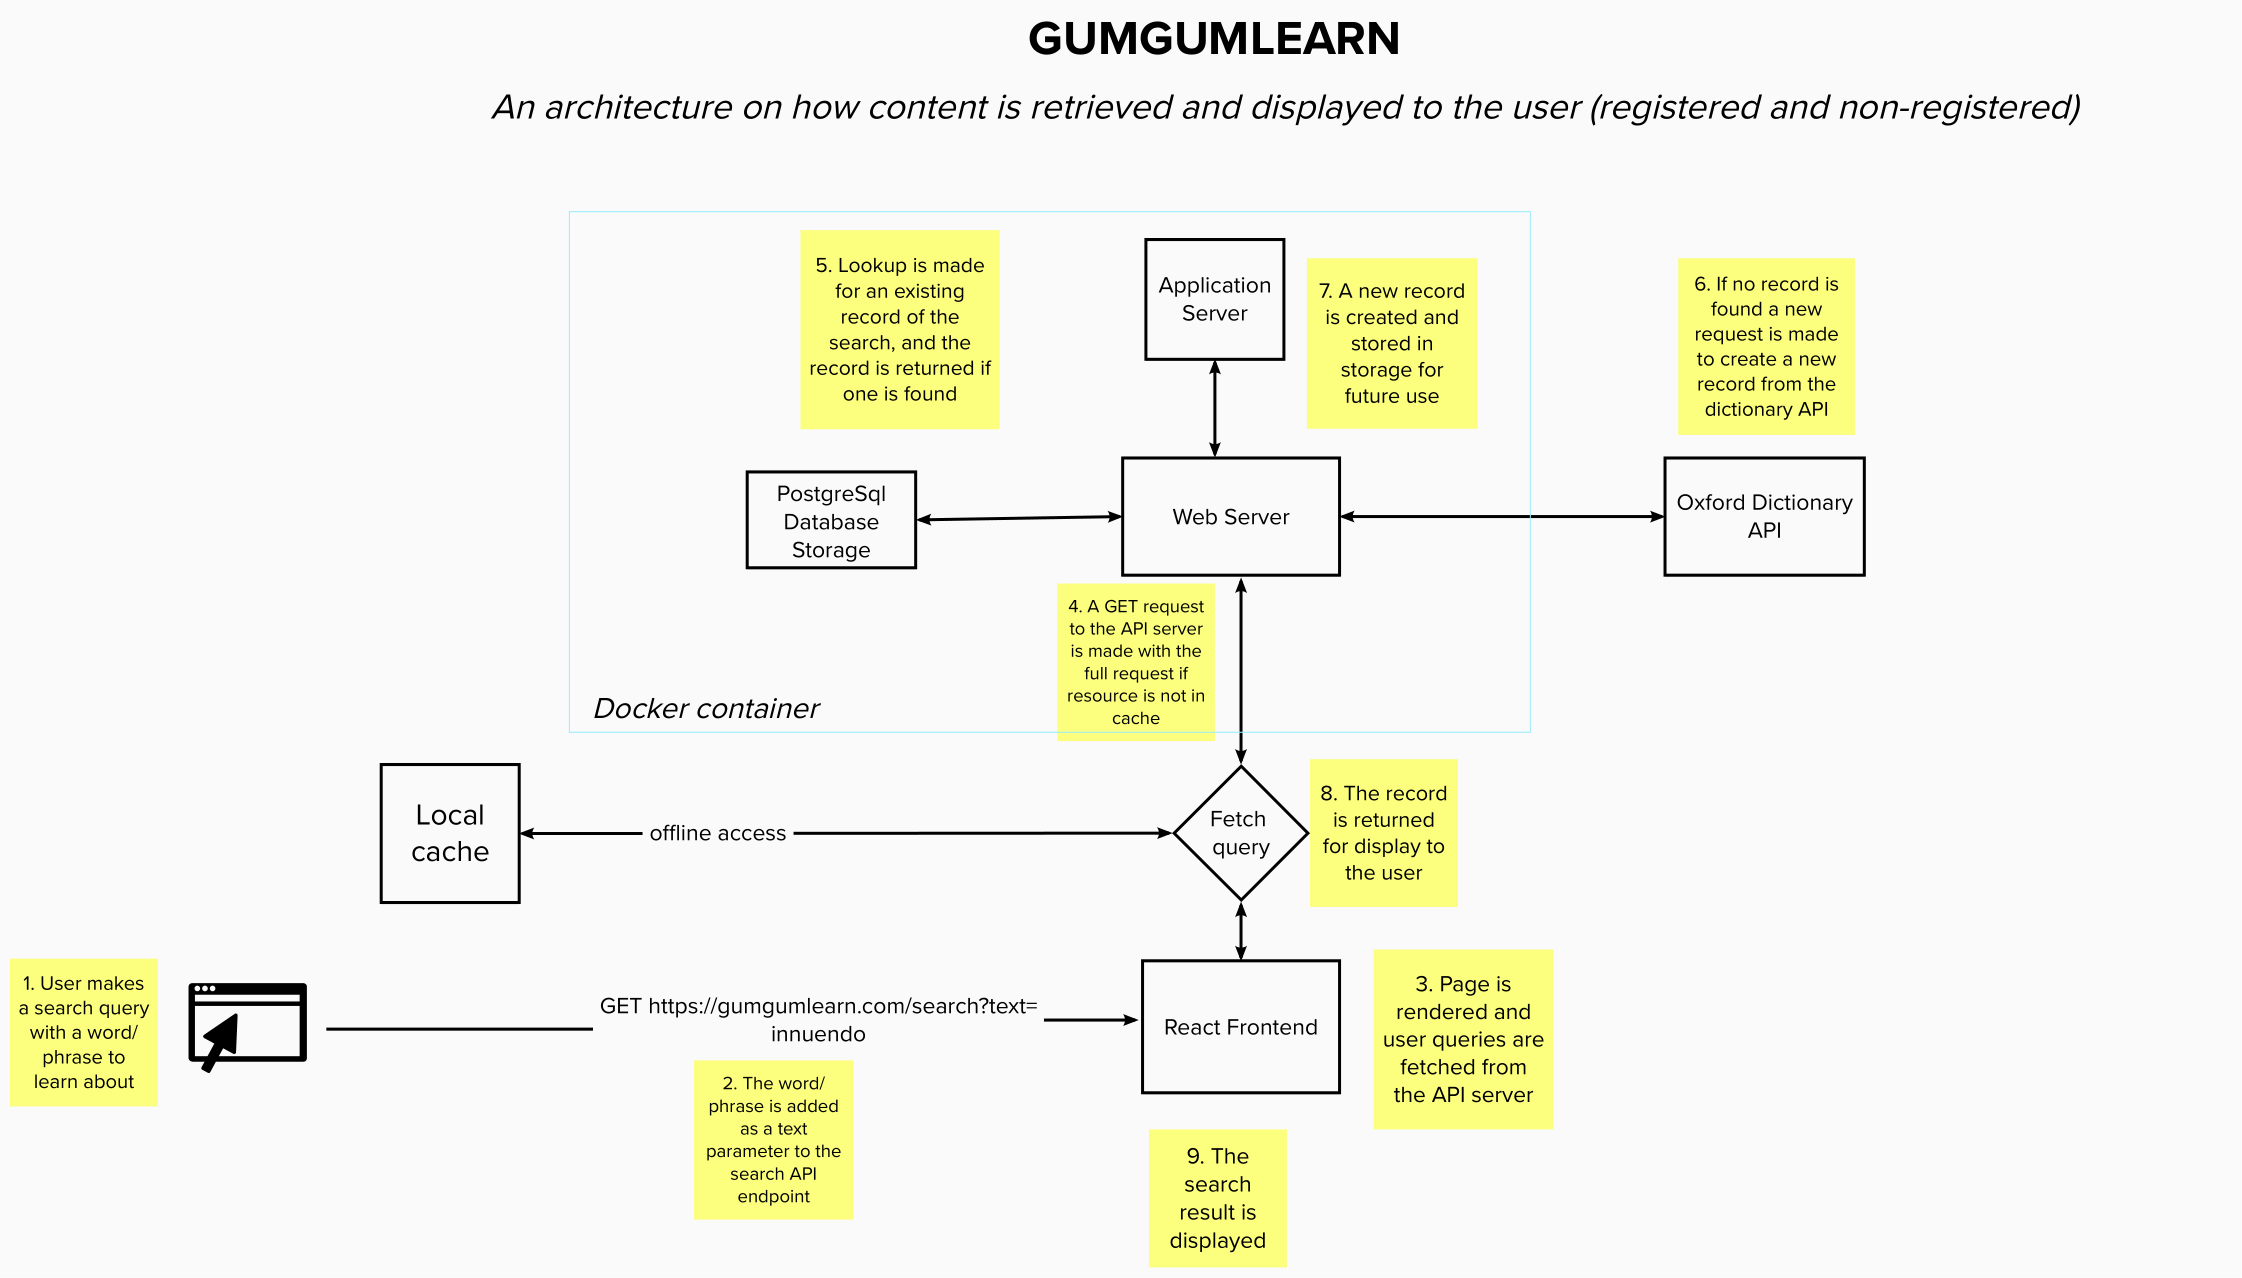 GUMGUMLEARN
An architecture on how content is retrieved and displayed to the user (registered and non-registered)
5. Lookup is made
for an existing
record of the
search, and the
record is returned if
one is found
Application
Server
7. A new record
is created and
stored in
storage for
future use
6. If no record is
found a new
request is made
to create a new
record from the
dictionary API
PostgreSql
Database
Storage
Web Server
Oxford Dictionary
API
4. A GET request
to the API server
is made with the
full request if
resource is not in
cache
Docker container
Local
cache
offline access
Fetch
query
8. The record
is returned
for display to
the user
1. User makes
a search query
with a word/
phrase to
learn about
GET https://gumgumlearn.com/search?text=
innuendo
React Frontend
3. Page is
rendered and
user queries are
fetched from
the API server
2. The word/
phrase is added
as a text
parameter to the
search API
endpoint
9. The
search
result is
displayed